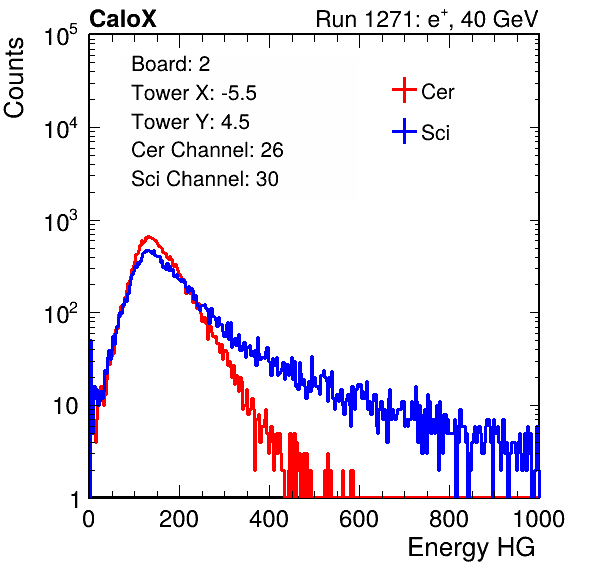 CaloX Run 1271: e⁺, 40 GeV
Board: 2
Tower X: -5.5
Tower Y: 4.5
Cer Channel: 26
Sci Channel: 30
Cer
Sci
Counts
10⁵
10⁴
10³
10²
10
1
0 200 400 600 800 1000
Energy HG